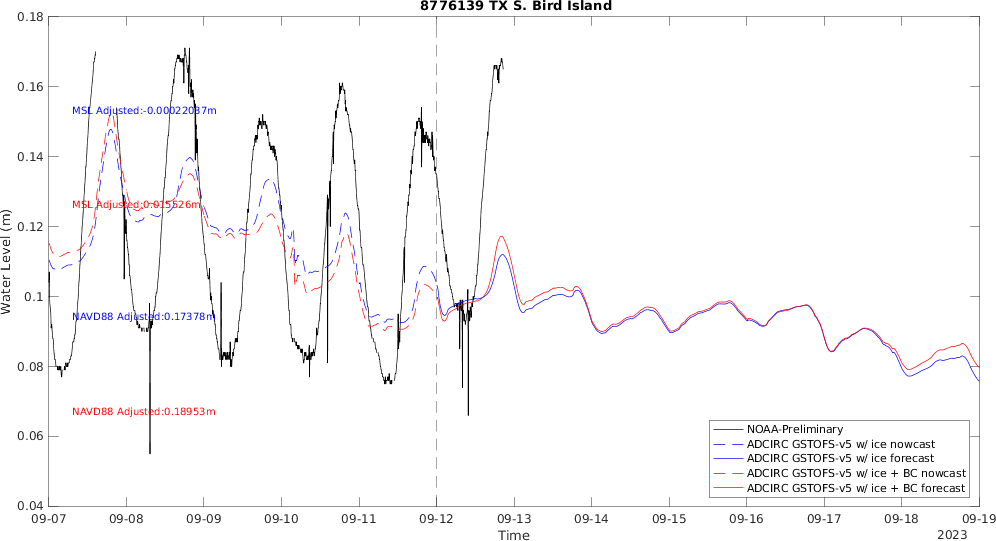 8776139 TX S. Bird Island
0.18
0.16
0.14
0.12
0.1
0.08
0.06
0.04
Water Level (m)
MSL Adjusted:-0.00022037m
MSL Adjusted:0.015526m
NAVD88 Adjusted:0.17378m
NAVD88 Adjusted:0.18953m
NOAA-Preliminary
ADCIRC GSTOFS-v5 w/ ice nowcast
ADCIRC GSTOFS-v5 w/ ice forecast
ADCIRC GSTOFS-v5 w/ ice + BC nowcast
ADCIRC GSTOFS-v5 w/ ice + BC forecast
09-07 09-08 09-09 09-10 09-11 09-12 09-13 09-14 09-15 09-16 09-17 09-18 09-19
Time
2023